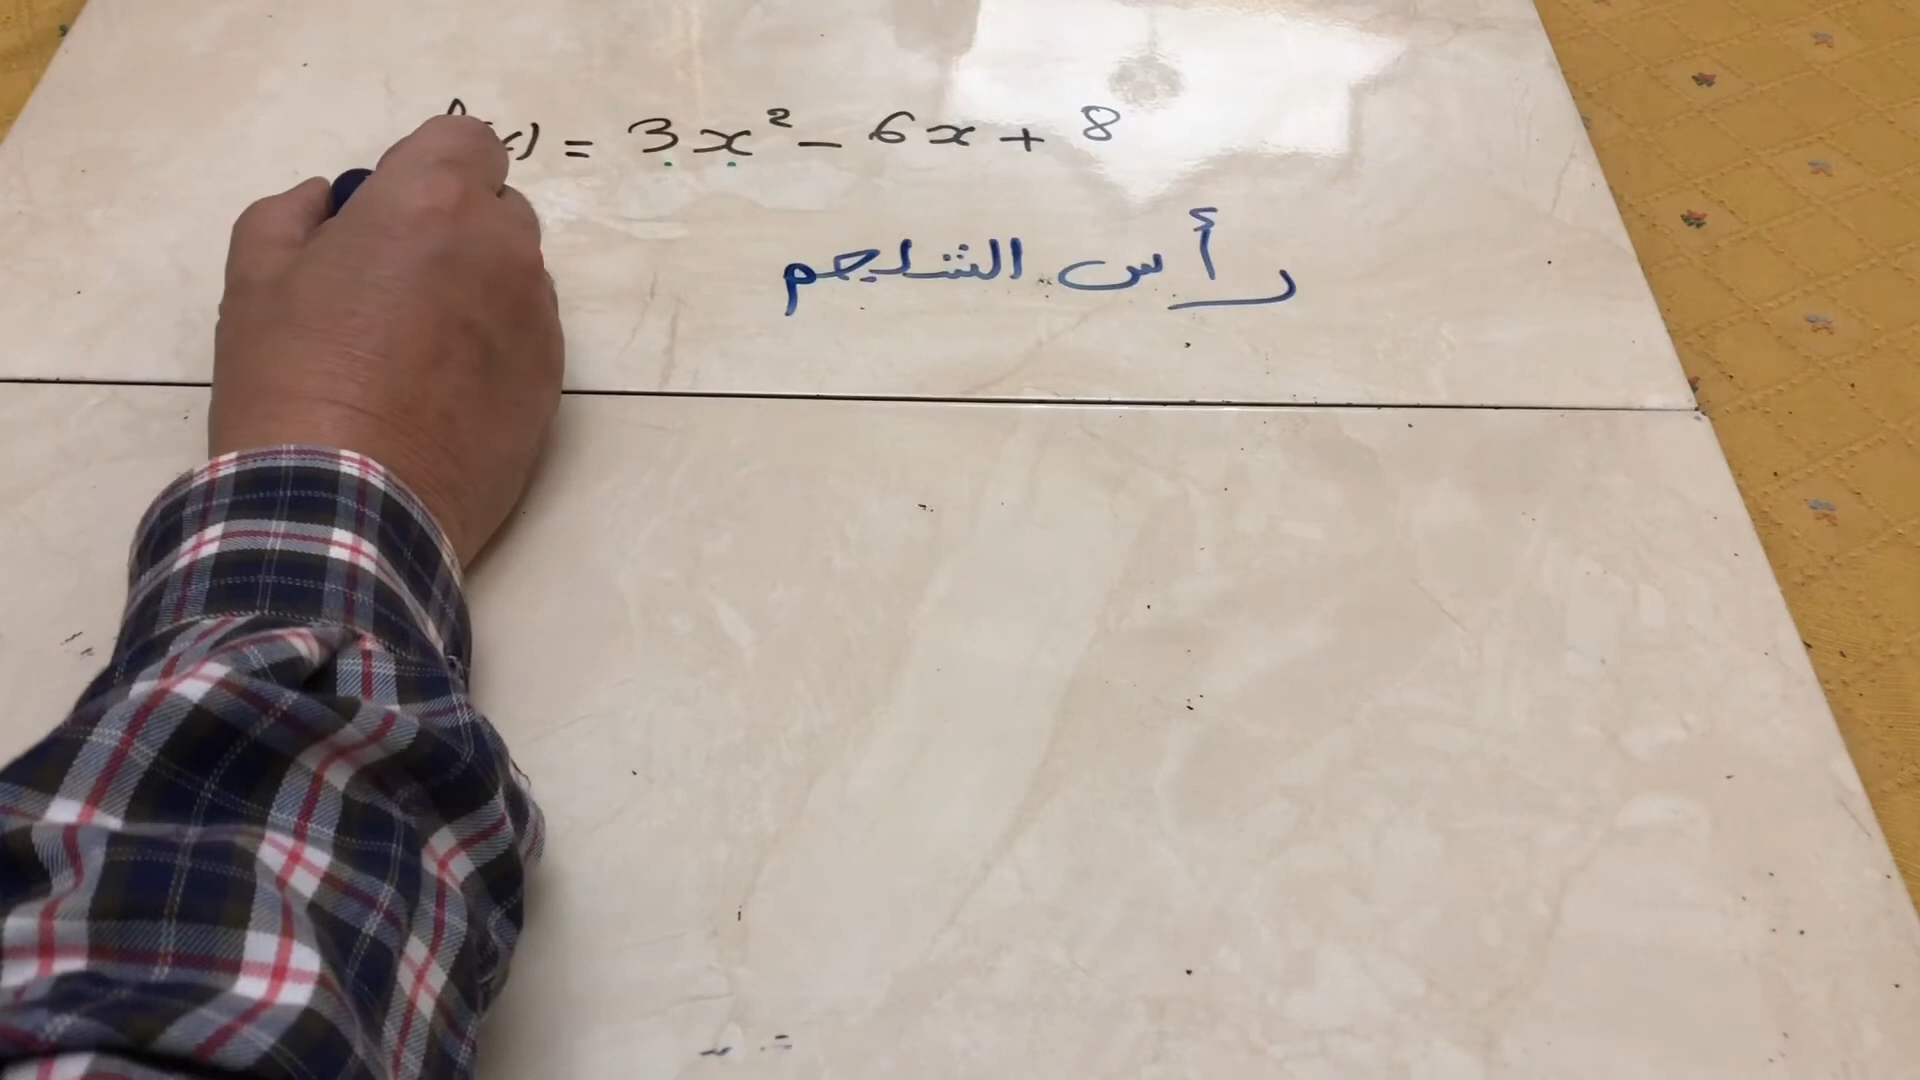 x) = 3x² - 6x + 8
رأس الشلجم